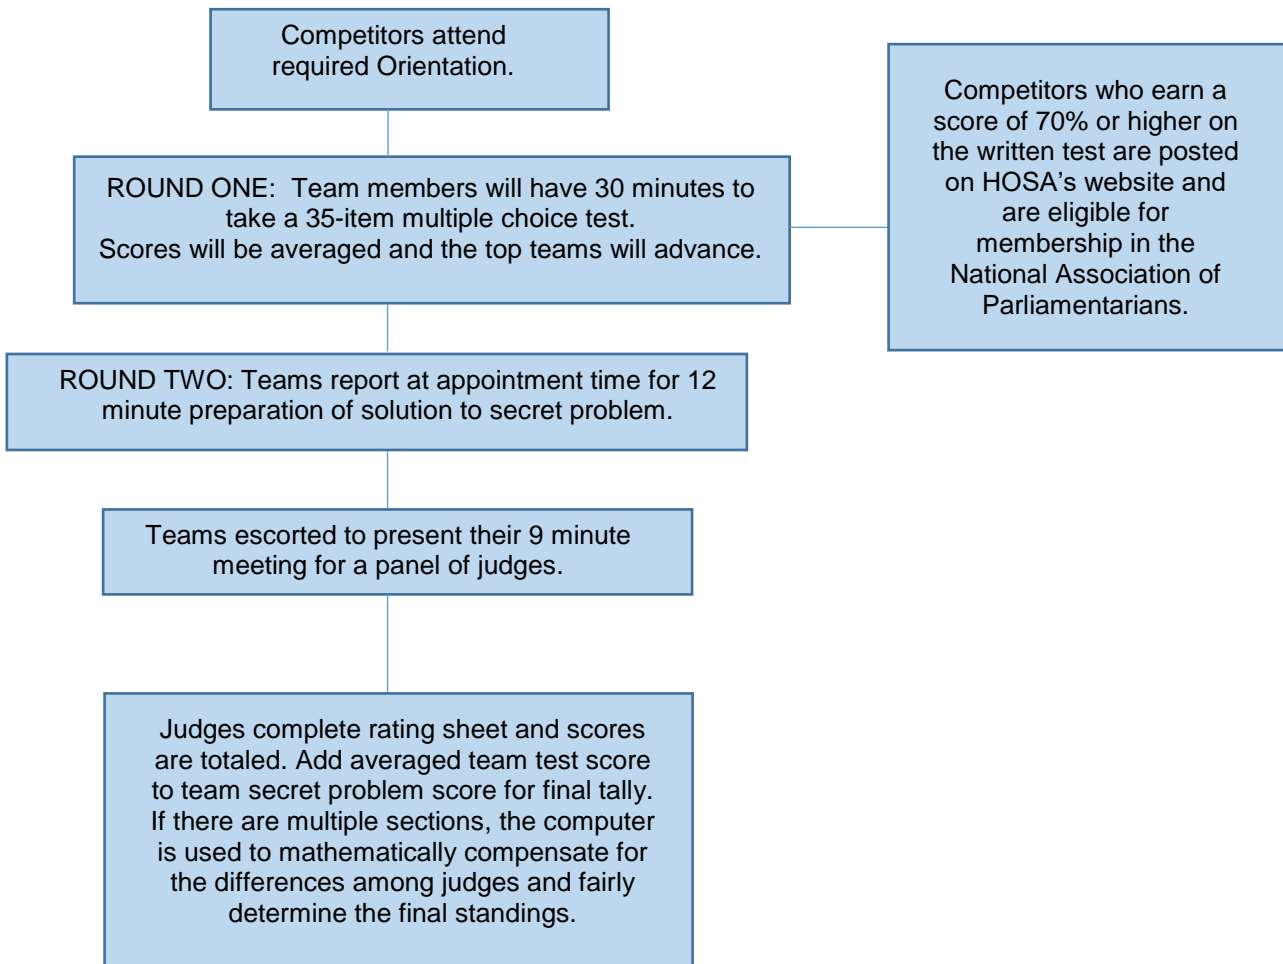 Competitors attend
required Orientation.
Competitors who earn a
score of 70% or higher on
the written test are posted
on HOSA’s website and
are eligible for
membership in the
National Association of
Parliamentarians.
ROUND ONE:  Team members will have 30 minutes to
take a 35-item multiple choice test.
Scores will be averaged and the top teams will advance.
ROUND TWO: Teams report at appointment time for 12
minute preparation of solution to secret problem.
Teams escorted to present their 9 minute
meeting for a panel of judges.
Judges complete rating sheet and scores
are totaled. Add averaged team test score
to team secret problem score for final tally.
If there are multiple sections, the computer
is used to mathematically compensate for
the differences among judges and fairly
determine the final standings.